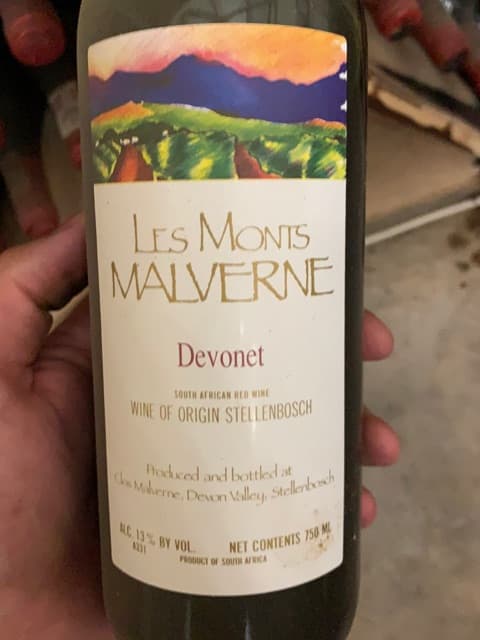 LES MONTS
MALVERNE
Devonet
SOUTH AFRICAN RED WINE
WINE OF ORIGIN STELLENBOSCH
Produced and bottled at
Clos Malverne, Devon Valley, Stellenbosch
ALC. 13% BY VOL. NET CONTENTS 750 ML
A331
PRODUCT OF SOUTH AFRICA